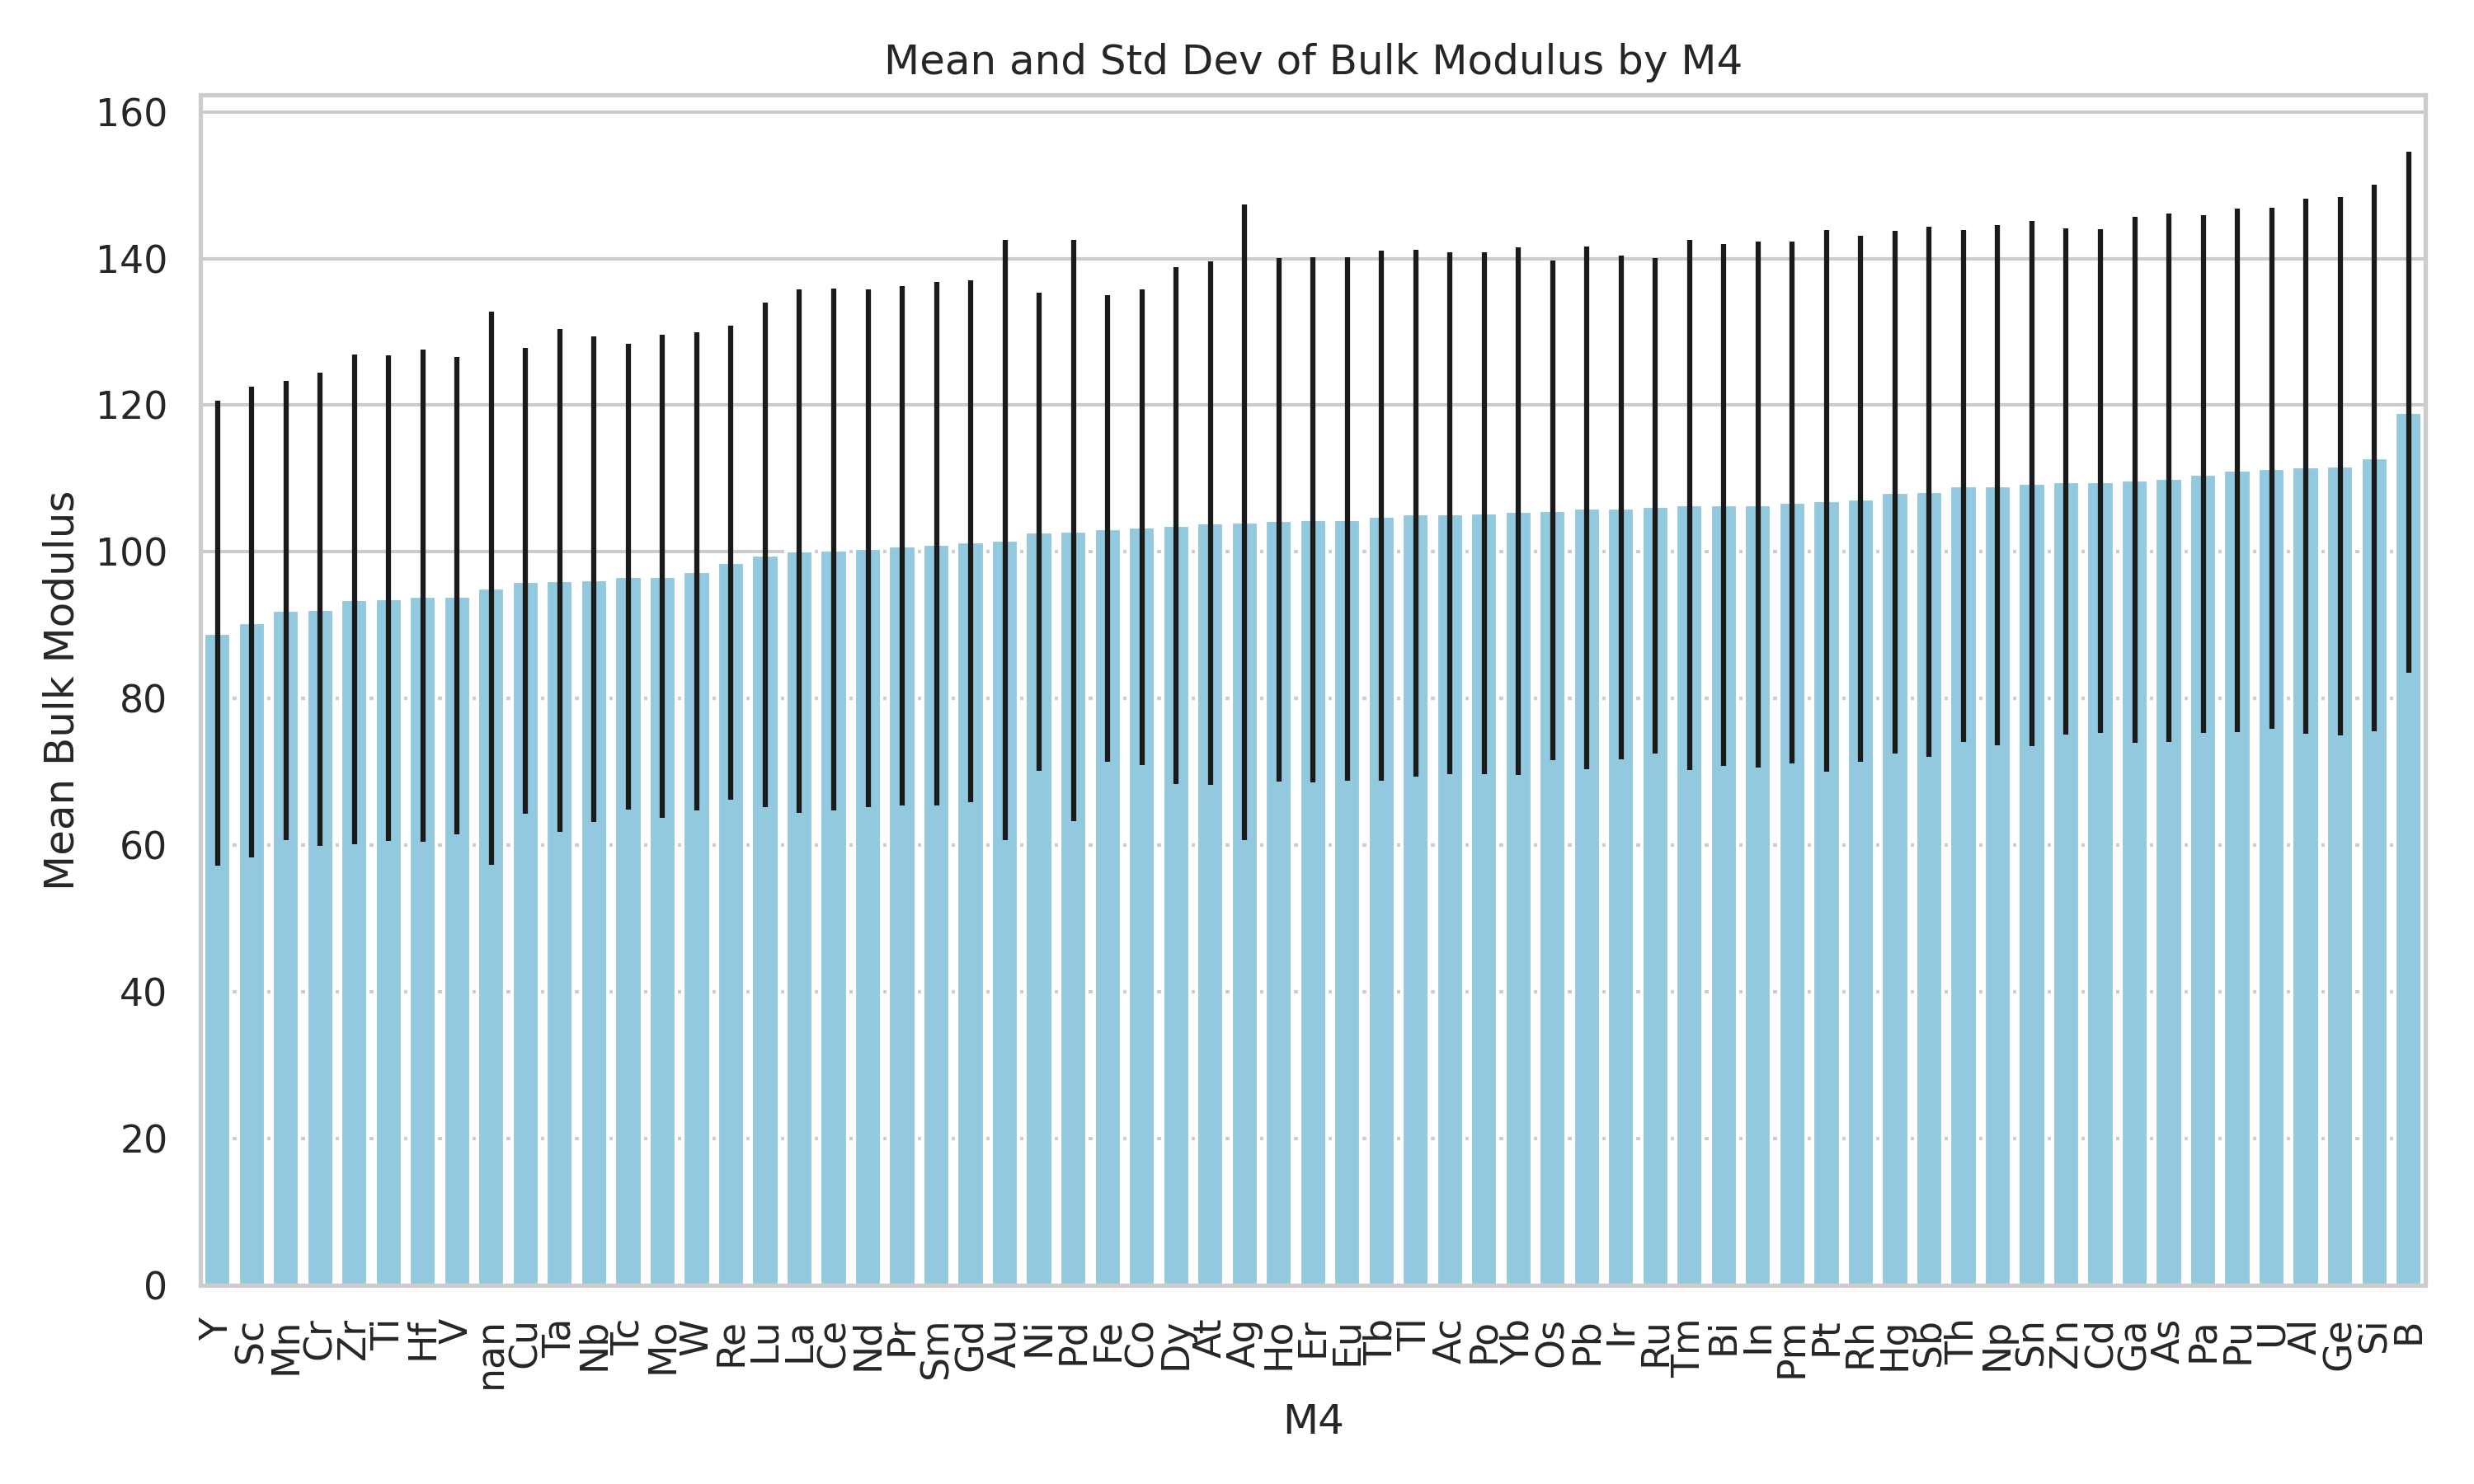 Mean and Std Dev of Bulk Modulus by M4
Mean Bulk Modulus
160
140
120
100
80
60
40
20
0
Y Sc Mn Cr Zr Ti Hf V nan Cu Ta Nb Tc Mo W Re Lu La Ce Nd Pr Sm Gd Au Ni Pd Fe Co Dy At Ag Ho Er Eu Tb Tl Ac Po Yb Os Pb Ir Ru Tm Bi In Pm Pt Rh Hg Sb Th Np Sn Zn Cd Ga As Pa Pu U Al Ge Si B
M4